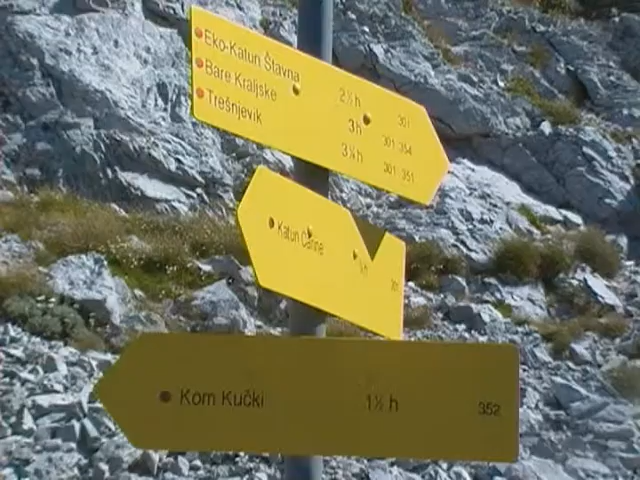 Eko-Katun Štavna 2½h 301
Bare Kraljske 3h 301·354
Trešnjevik 3½h 301·351
Katun Carine
Kom Kučki 1½ h 352